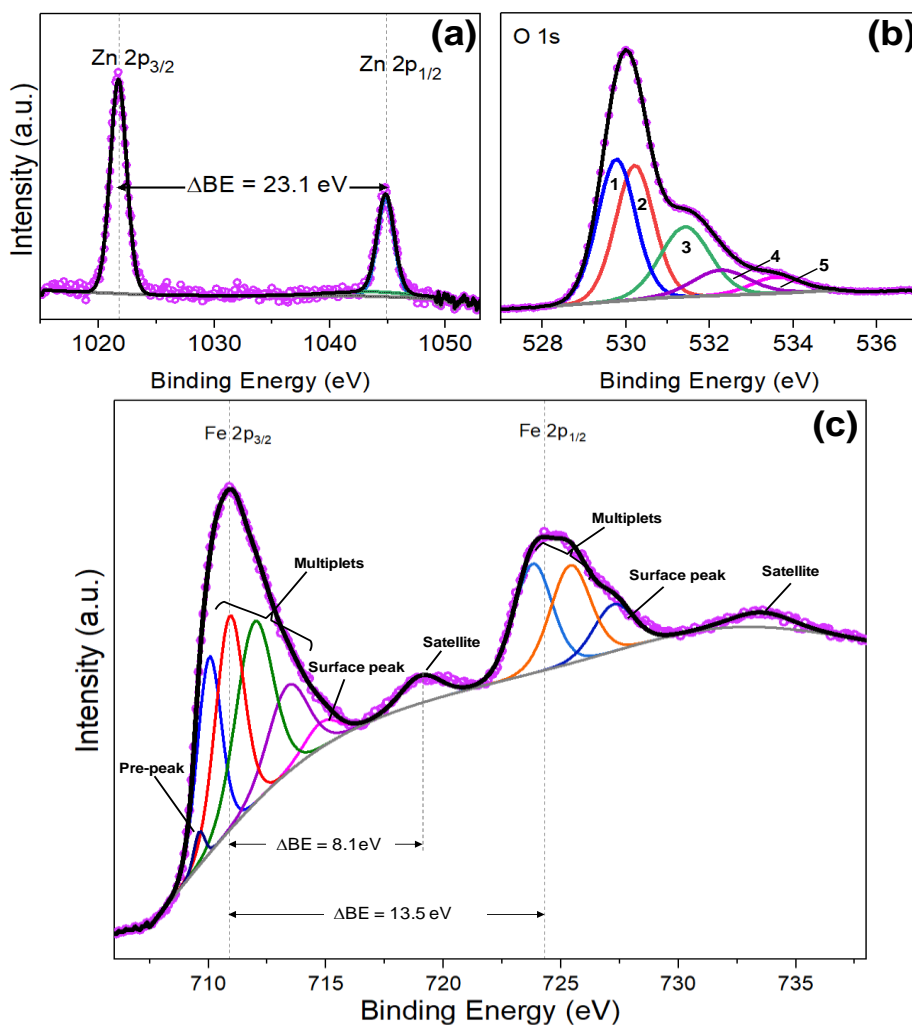 (a)
Zn 2p3/2
Zn 2p1/2
ΔBE = 23.1 eV
Intensity (a.u.)
1020 1030 1040 1050
Binding Energy (eV)
(b)
O 1s
1
2
3
4
5
Intensity (a.u.)
528 530 532 534 536
Binding Energy (eV)
(c)
Fe 2p3/2
Fe 2p1/2
Multiplets
Multiplets
Surface peak
Satellite
Satellite
Surface peak
Pre-peak
ΔBE = 8.1eV
ΔBE = 13.5 eV
Intensity (a.u.)
710 715 720 725 730 735
Binding Energy (eV)